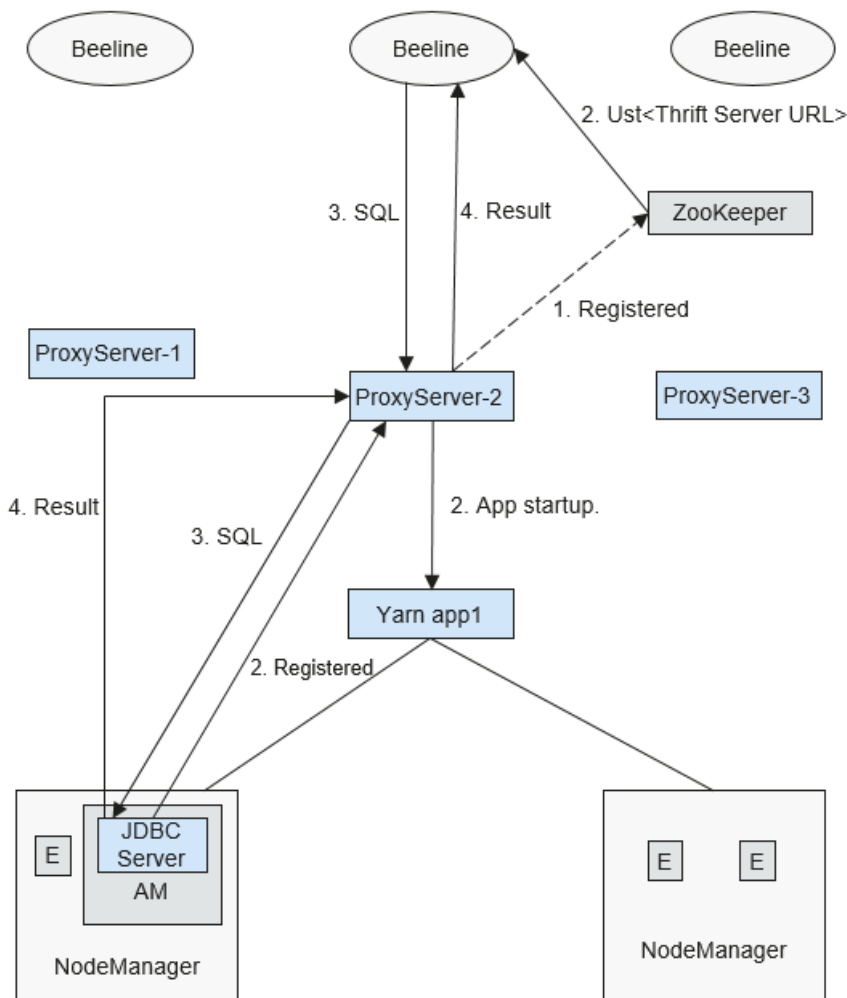 Beeline
Beeline
Beeline
2. Ust<Thrift Server URL>
3. SQL
4. Result
ZooKeeper
1. Registered
ProxyServer-1
ProxyServer-2
ProxyServer-3
4. Result
3. SQL
2. App startup.
Yarn app1
2. Registered
JDBC
Server
E
AM
E
E
NodeManager
NodeManager